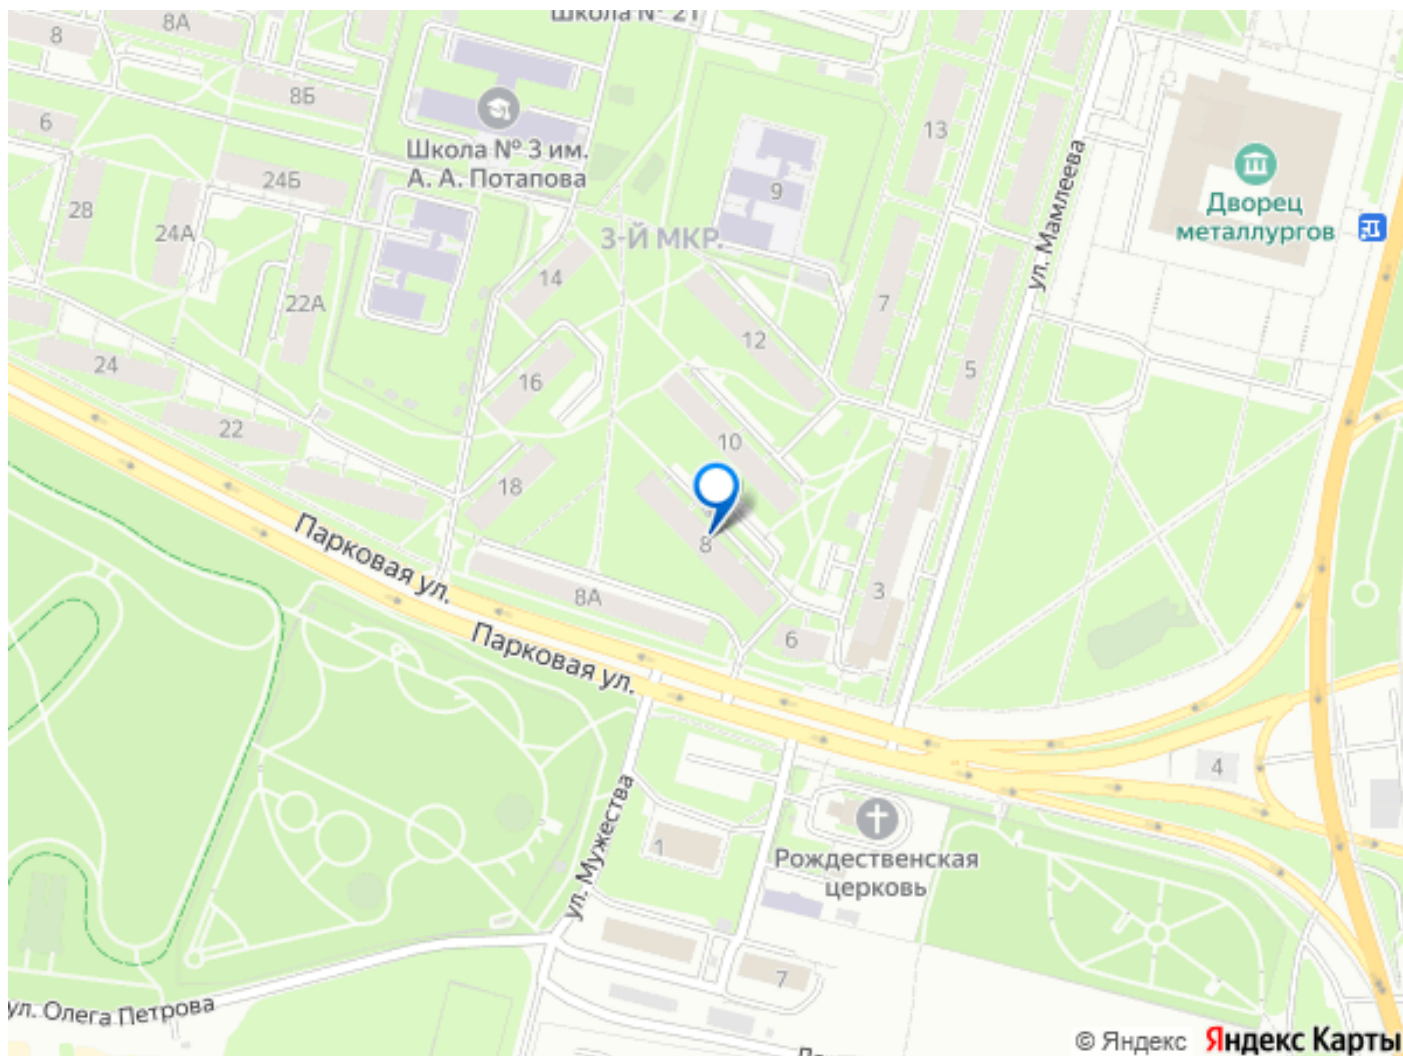 Школа № 21
8А
8
8Б
6
Школа № 3 им.
А. А. Потапова
13
24Б
9
28
24А
3-Й МКР.
ул. Мамлеева
Дворец
металлургов
14
22А
7
12
24
16
5
22
10
18
8
8А
3
6
Парковая ул.
Парковая ул.
4
ул. Мужества
1
Рождественская
церковь
7
ул. Олега Петрова
© Яндекс Яндекс Карты